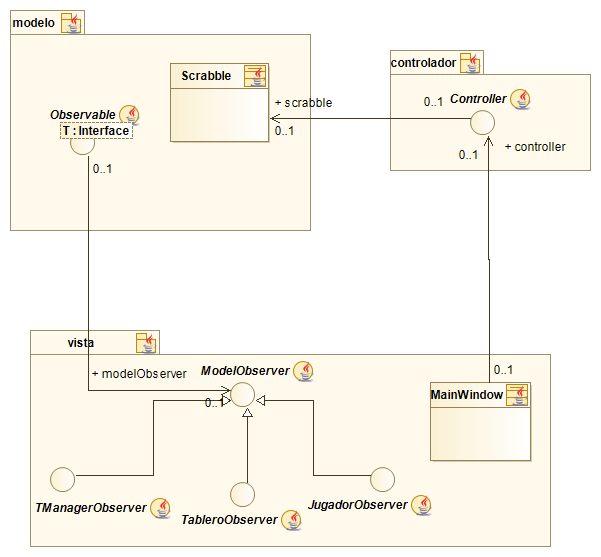 modelo
Scrabble
Observable
T : Interface
0..1
+ scrabble
0..1
controlador
0..1
Controller
0..1
+ controller
vista
+ modelObserver
ModelObserver
0..1
0..1
MainWindow
TManagerObserver
TableroObserver
JugadorObserver